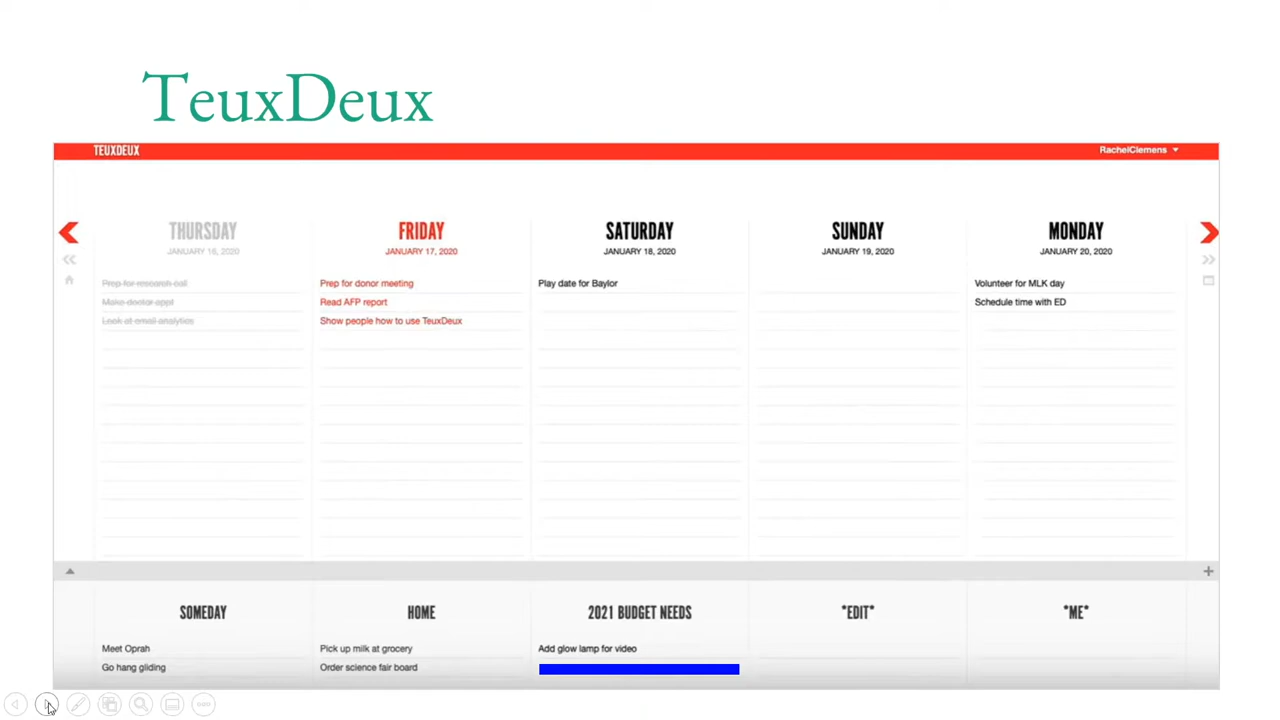 TeuxDeux
TEUXDEUX
RachelClemens
THURSDAY
JANUARY 16, 2020
Prep for research call
Make doctor appt
Look at email analytics
FRIDAY
JANUARY 17, 2020
Prep for donor meeting
Read AFP report
Show people how to use TeuxDeux
SATURDAY
JANUARY 18, 2020
Play date for Baylor
SUNDAY
JANUARY 19, 2020
MONDAY
JANUARY 20, 2020
Volunteer for MLK day
Schedule time with ED
SOMEDAY
Meet Oprah
Go hang gliding
HOME
Pick up milk at grocery
Order science fair board
2021 BUDGET NEEDS
Add glow lamp for video
*EDIT*
*ME*